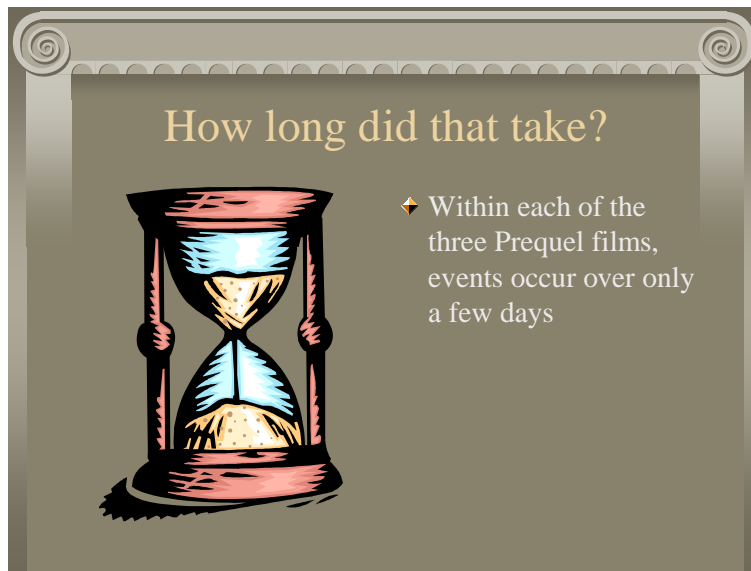 How long did that take?
Within each of the
three Prequel films,
events occur over only
a few days